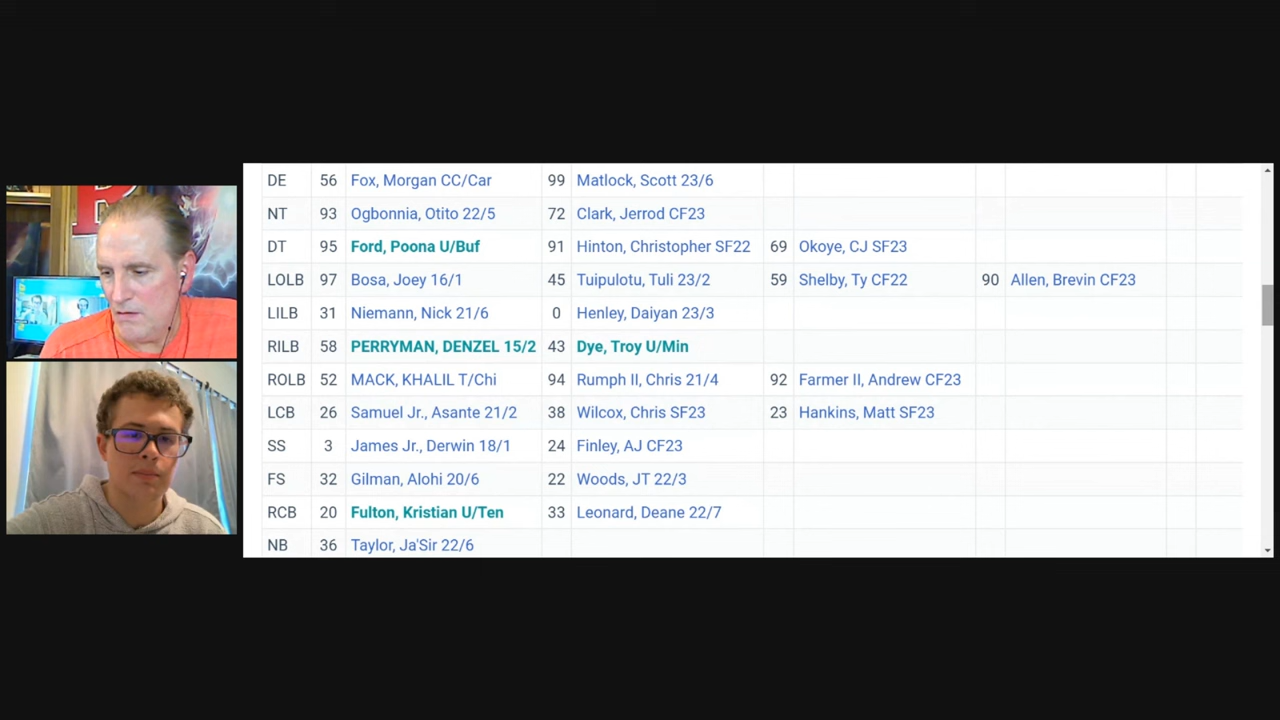 DE 56 Fox, Morgan CC/Car 99 Matlock, Scott 23/6
NT 93 Ogbonnia, Otito 22/5 72 Clark, Jerrod CF23
DT 95 Ford, Poona U/Buf 91 Hinton, Christopher SF22 69 Okoye, CJ SF23
LOLB 97 Bosa, Joey 16/1 45 Tuipulotu, Tuli 23/2 59 Shelby, Ty CF22 90 Allen, Brevin CF23
LILB 31 Niemann, Nick 21/6 0 Henley, Daiyan 23/3
RILB 58 PERRYMAN, DENZEL 15/2 43 Dye, Troy U/Min
ROLB 52 MACK, KHALIL T/Chi 94 Rumph II, Chris 21/4 92 Farmer II, Andrew CF23
LCB 26 Samuel Jr., Asante 21/2 38 Wilcox, Chris SF23 23 Hankins, Matt SF23
SS 3 James Jr., Derwin 18/1 24 Finley, AJ CF23
FS 32 Gilman, Alohi 20/6 22 Woods, JT 22/3
RCB 20 Fulton, Kristian U/Ten 33 Leonard, Deane 22/7
NB 36 Taylor, Ja'Sir 22/6